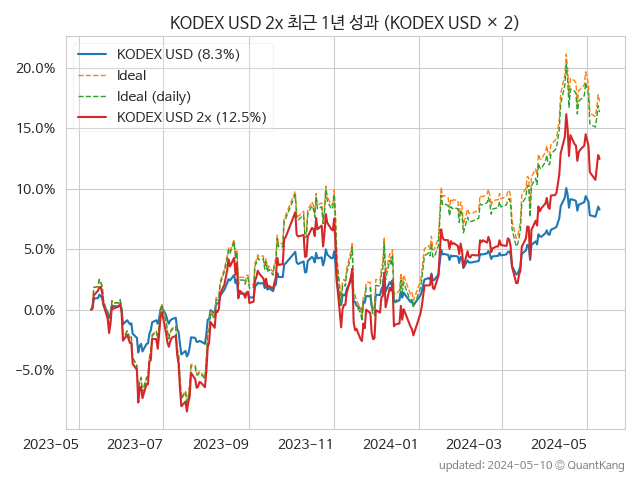 KODEX USD 2x 최근 1년 성과 (KODEX USD × 2)
KODEX USD (8.3%)
Ideal
Ideal (daily)
KODEX USD 2x (12.5%)
20.0%
15.0%
10.0%
5.0%
0.0%
−5.0%
2023-05 2023-07 2023-09 2023-11 2024-01 2024-03 2024-05
updated: 2024-05-10 ⓒ QuantKang